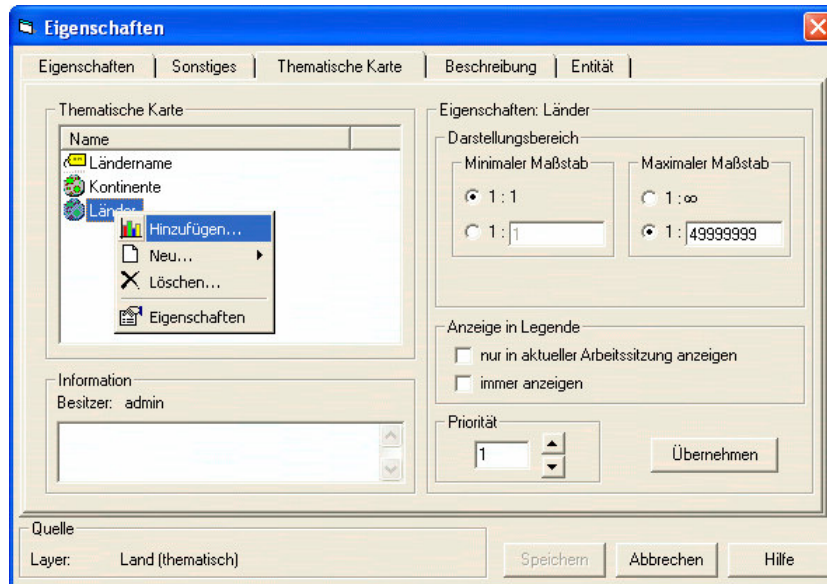 Eigenschaften
Eigenschaften Sonstiges Thematische Karte Beschreibung Entität
Thematische Karte
Name
Ländername
Kontinente
Länder
Hinzufügen...
Neu...
Löschen...
Eigenschaften
Information
Besitzer: admin
Eigenschaften: Länder
Darstellungsbereich
Minimaler Maßstab
1 : 1
1 : 1
Maximaler Maßstab
1 : ∞
1 : 49999999
Anzeige in Legende
nur in aktueller Arbeitssitzung anzeigen
immer anzeigen
Priorität
1
Übernehmen
Quelle
Layer: Land (thematisch)
Speichern Abbrechen Hilfe